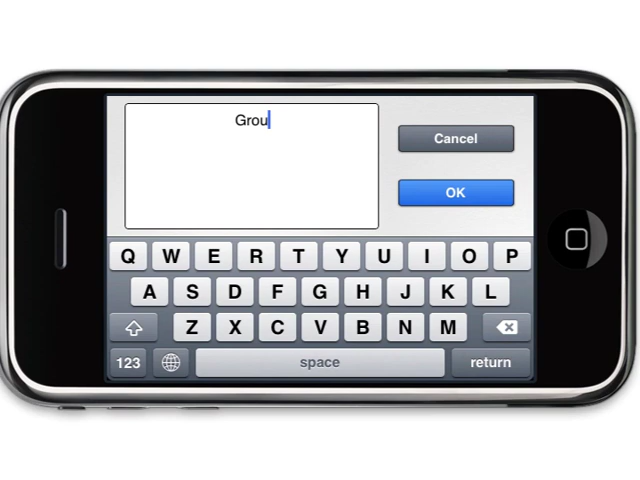 Grou
Cancel
OK
Q W E R T Y U I O P
A S D F G H J K L
Z X C V B N M
123 space return